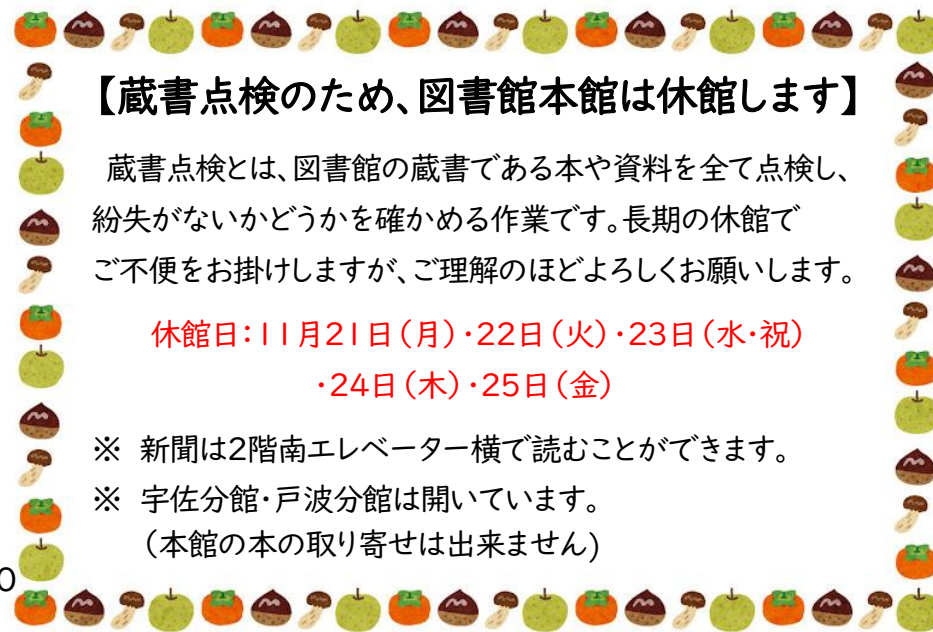 【蔵書点検のため、図書館本館は休館します】
蔵書点検とは、図書館の蔵書である本や資料を全て点検し、
紛失がないかどうかを確かめる作業です。長期の休館で
ご不便をお掛けしますが、ご理解のほどよろしくお願いします。
休館日：11月21日（月）・22日（火）・23日（水・祝）
・24日（木）・25日（金）
※ 新聞は2階南エレベーター横で読むことができます。
※ 宇佐分館・戸波分館は開いています。
（本館の本の取り寄せは出来ません)
0